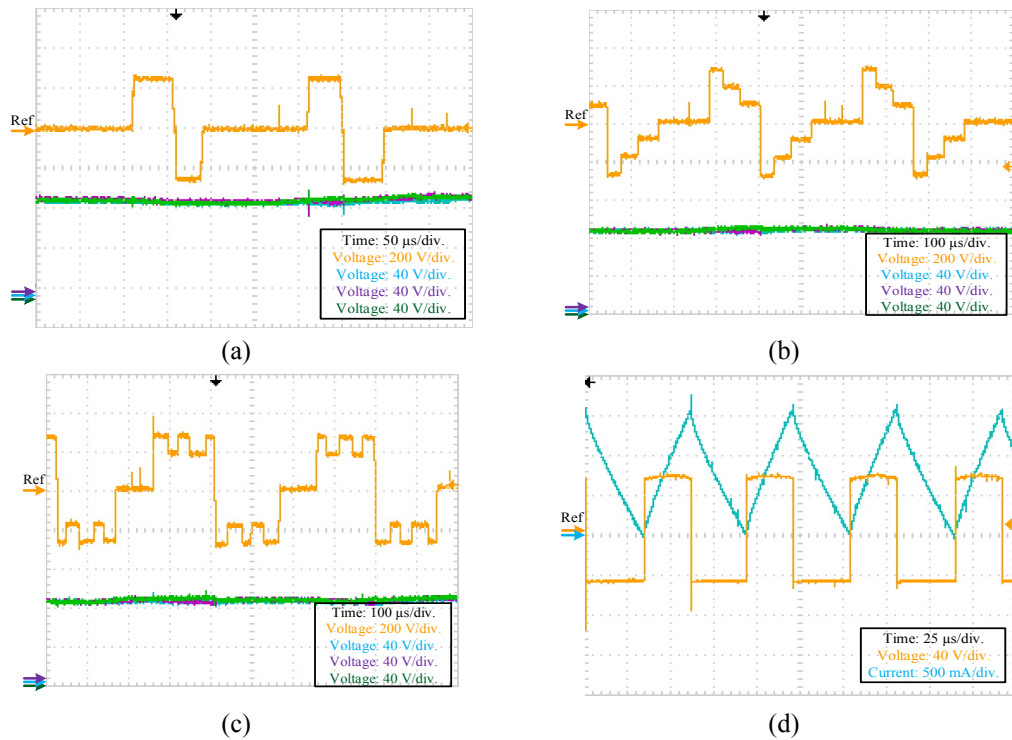 Ref
Time: 50 μs/div.
Voltage: 200 V/div.
Voltage: 40 V/div.
Voltage: 40 V/div.
Voltage: 40 V/div.
(a)
Ref
Time: 100 μs/div.
Voltage: 200 V/div.
Voltage: 40 V/div.
Voltage: 40 V/div.
Voltage: 40 V/div.
(b)
Ref
Time: 100 μs/div.
Voltage: 200 V/div.
Voltage: 40 V/div.
Voltage: 40 V/div.
Voltage: 40 V/div.
(c)
Ref
Time: 25 μs/div.
Voltage: 40 V/div.
Current: 500 mA/div.
(d)